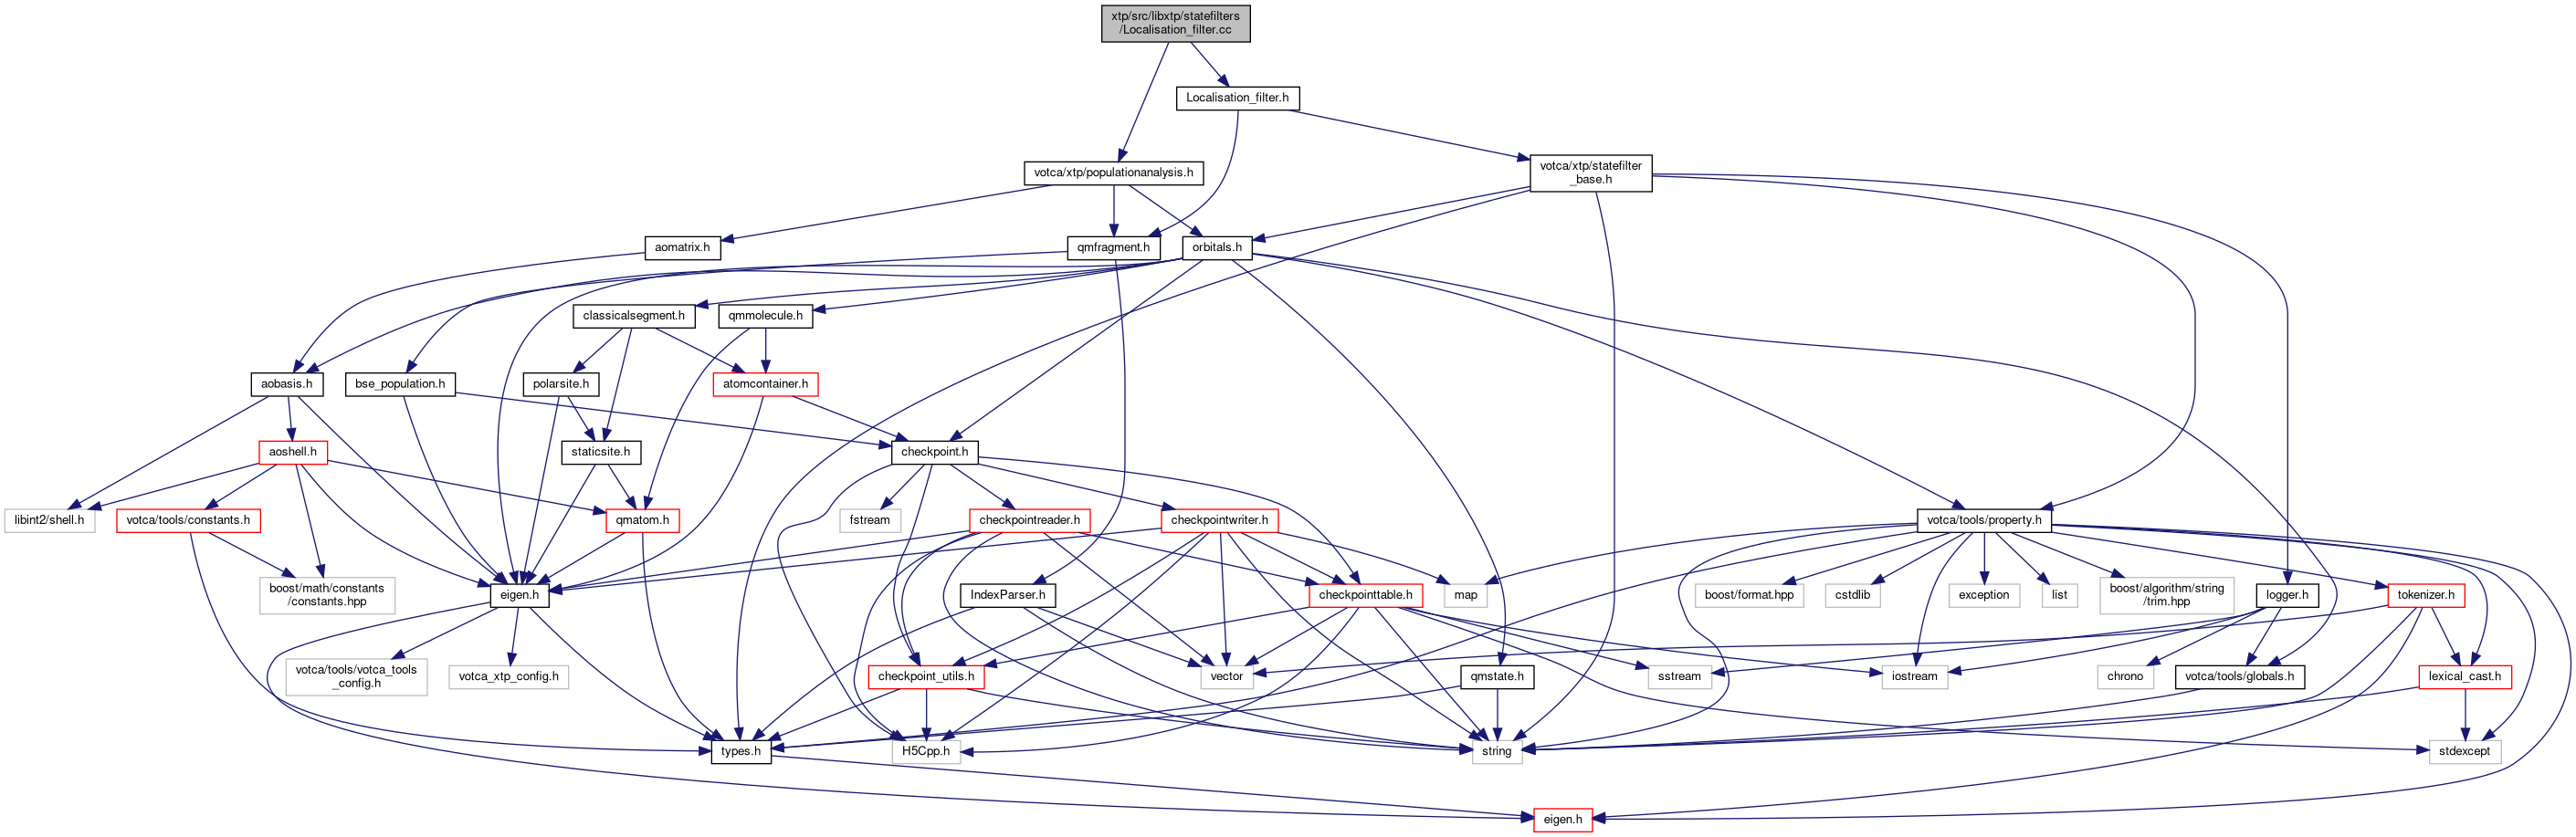 xtp/src/libxtp/statefilters
/Localisation_filter.cc
Localisation_filter.h
votca/xtp/populationanalysis.h
votca/xtp/statefilter
_base.h
aomatrix.h
qmfragment.h
orbitals.h
classicalsegment.h
qmmolecule.h
aobasis.h
bse_population.h
polarsite.h
atomcontainer.h
aoshell.h
staticsite.h
checkpoint.h
libint2/shell.h
votca/tools/constants.h
qmatom.h
fstream
checkpointreader.h
checkpointwriter.h
votca/tools/property.h
boost/math/constants
/constants.hpp
eigen.h
IndexParser.h
checkpointtable.h
map
boost/format.hpp
cstdlib
exception
list
boost/algorithm/string
/trim.hpp
logger.h
tokenizer.h
votca/tools/votca_tools
_config.h
votca_xtp_config.h
checkpoint_utils.h
vector
qmstate.h
sstream
iostream
chrono
votca/tools/globals.h
lexical_cast.h
types.h
H5Cpp.h
string
stdexcept
eigen.h